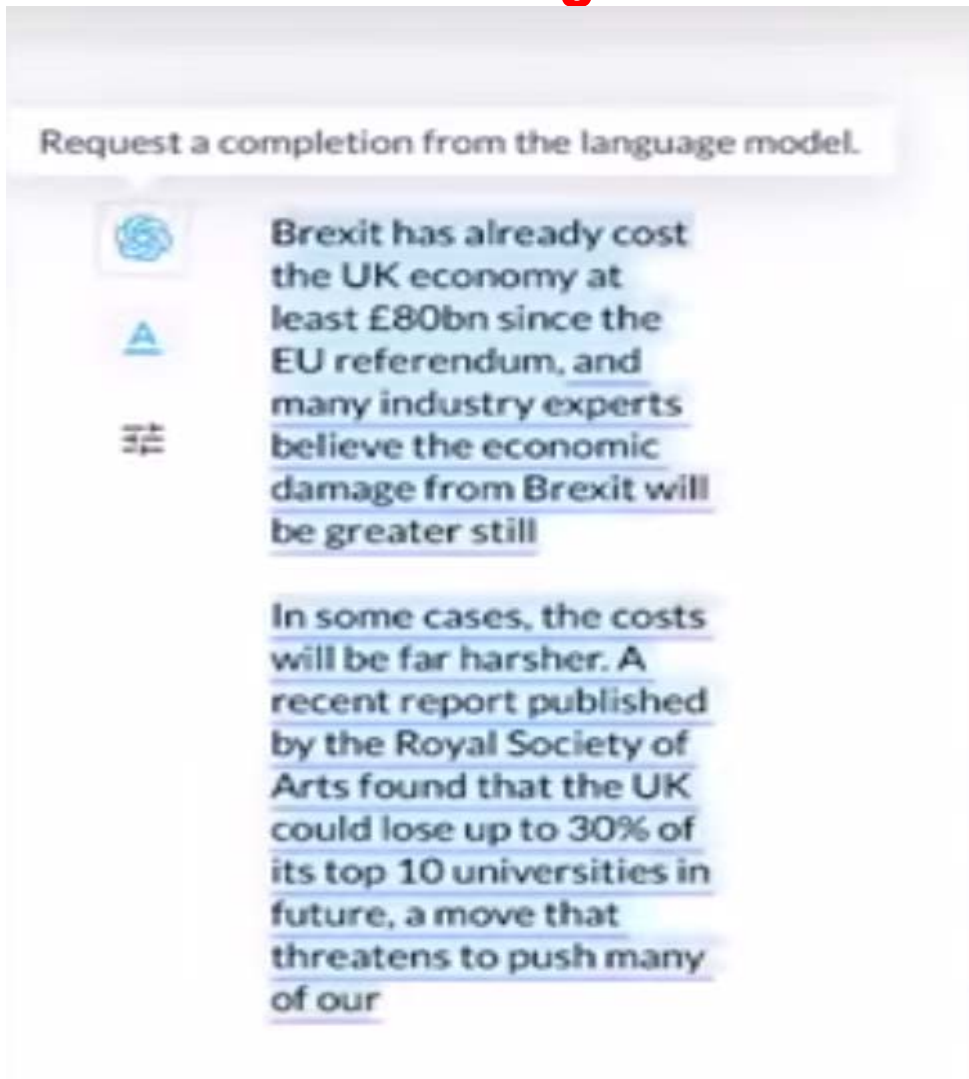 Request a completion from the language model.
Brexit has already cost
the UK economy at
least £80bn since the
EU referendum, and
many industry experts
believe the economic
damage from Brexit will
be greater still
In some cases, the costs
will be far harsher. A
recent report published
by the Royal Society of
Arts found that the UK
could lose up to 30% of
its top 10 universities in
future, a move that
threatens to push many
of our